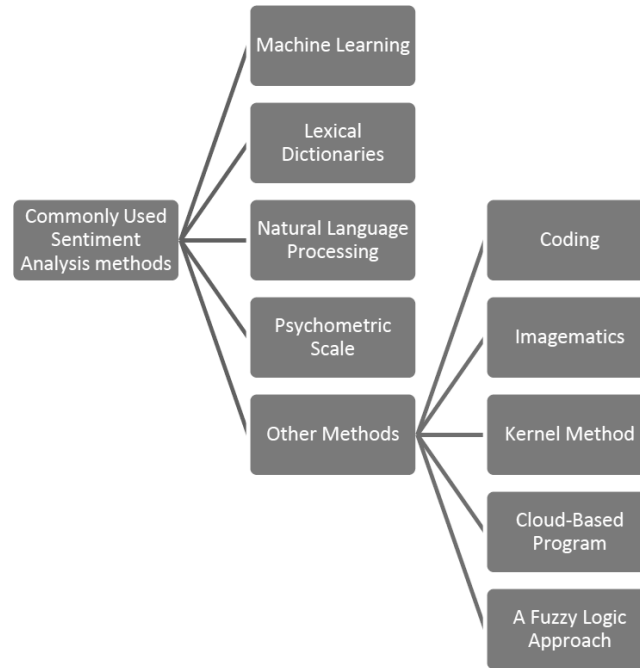 Machine Learning
Lexical
Dictionaries
Commonly Used
Sentiment
Analysis methods
Natural Language
Processing
Psychometric
Scale
Other Methods
Coding
Imagematics
Kernel Method
Cloud-Based
Program
A Fuzzy Logic
Approach